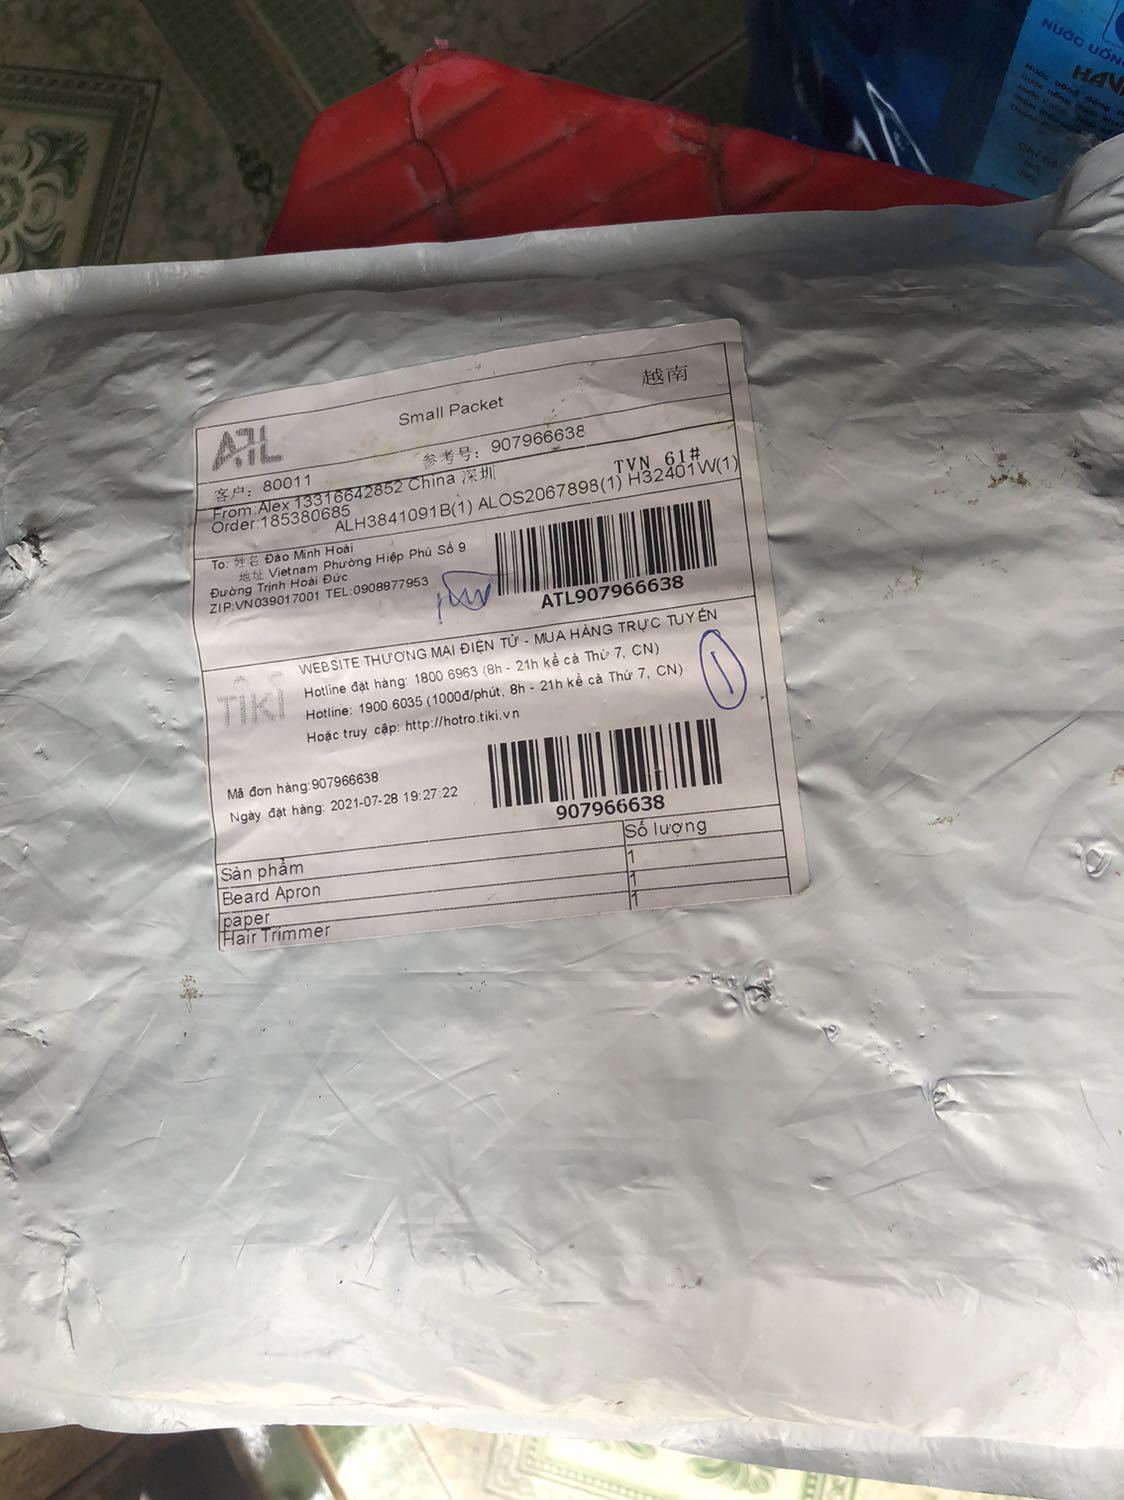 NƯỚC UỐNG
HAV
ATL
Small Packet
越南
客户: 80011
参考号: 907966638
From:Alex 13316642852 China 深圳
TVN 61#
Order:185380685
ALH3841091B(1) ALOS2067898(1) H32401W(1)
To: 姓名 Đào Minh Hoài
地址 Vietnam Phường Hiệp Phú Số 9
Đường Trịnh Hoài Đức
ZIP:VN039017001 TEL:0908877953
ATL907966638
WEBSITE THƯƠNG MẠI ĐIỆN TỬ - MUA HÀNG TRỰC TUYẾN
TIKI
Hotline đặt hàng: 1800 6963 (8h - 21h kể cả Thứ 7, CN)
Hotline: 1900 6035 (1000đ/phút, 8h - 21h kể cả Thứ 7, CN)
Hoặc truy cập: http://hotro.tiki.vn
1
Mã đơn hàng:907966638
Ngày đặt hàng: 2021-07-28 19:27:22
907966638
Sản phẩm Số lượng
Beard Apron 1
paper 1
Hair Trimmer 1